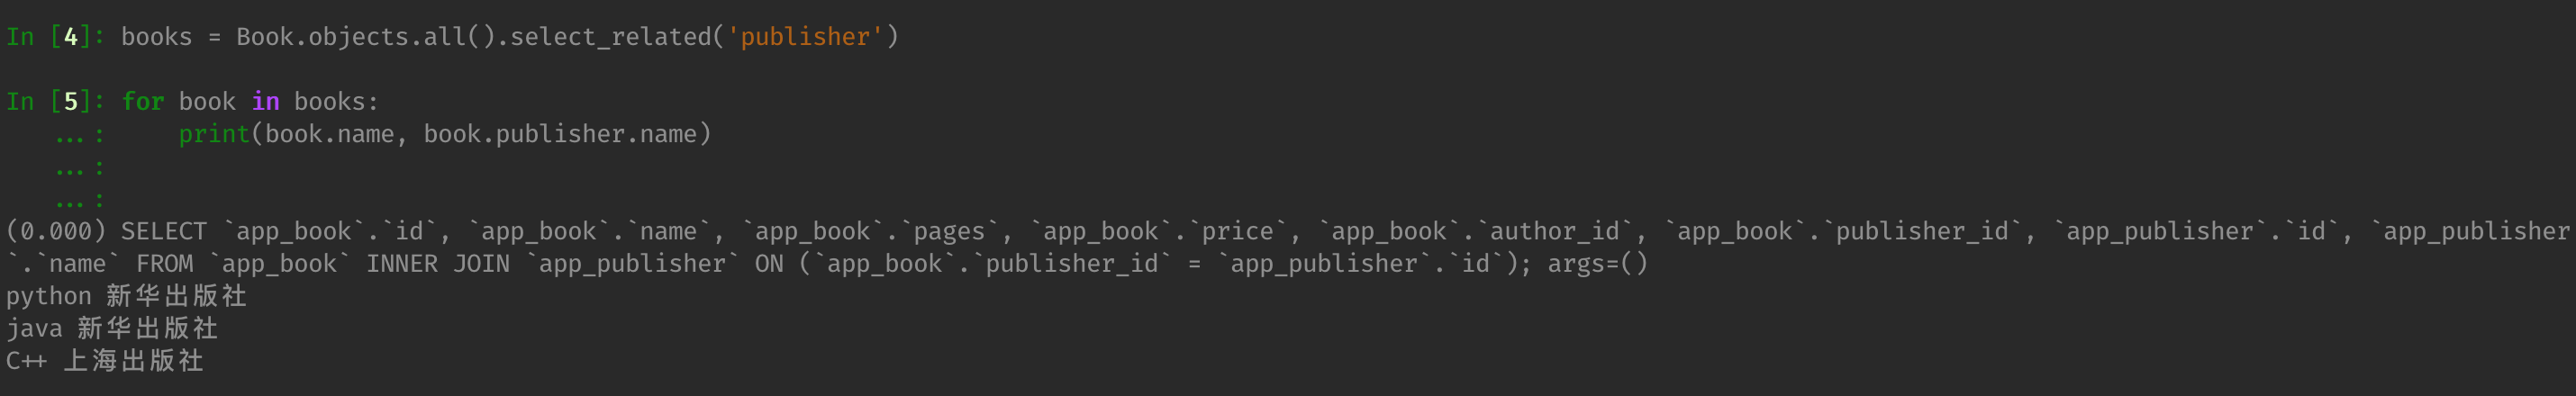 In [4]: books = Book.objects.all().select_related('publisher')
In [5]: for book in books:
   ...:     print(book.name, book.publisher.name)
   ...:
   ...:
(0.000) SELECT `app_book`.`id`, `app_book`.`name`, `app_book`.`pages`, `app_book`.`price`, `app_book`.`author_id`, `app_book`.`publisher_id`, `app_publisher`.`id`, `app_publisher
`.`name` FROM `app_book` INNER JOIN `app_publisher` ON (`app_book`.`publisher_id` = `app_publisher`.`id`); args=()
python 新华出版社
java 新华出版社
C++ 上海出版社